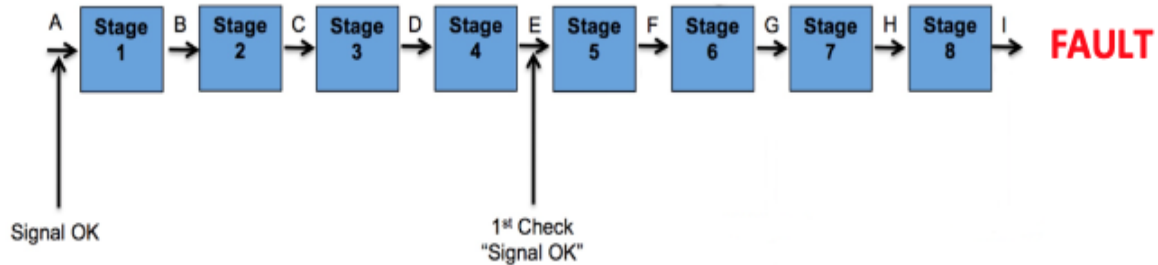 A B C D E F G H I
Stage 1
Stage 2
Stage 3
Stage 4
Stage 5
Stage 6
Stage 7
Stage 8
FAULT
Signal OK
1st Check
“Signal OK”